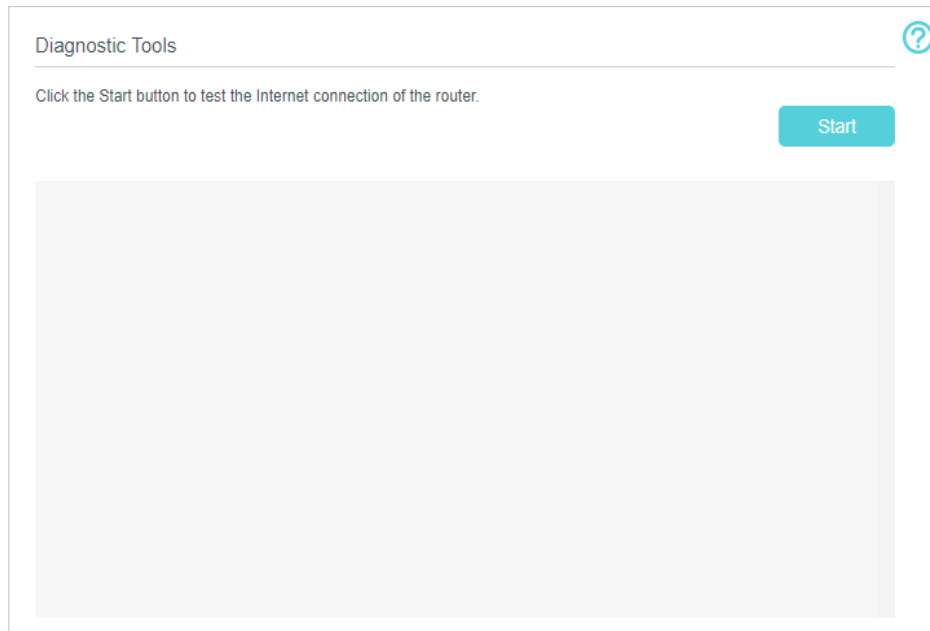 Diagnostic Tools
?
Click the Start button to test the Internet connection of the router.
Start